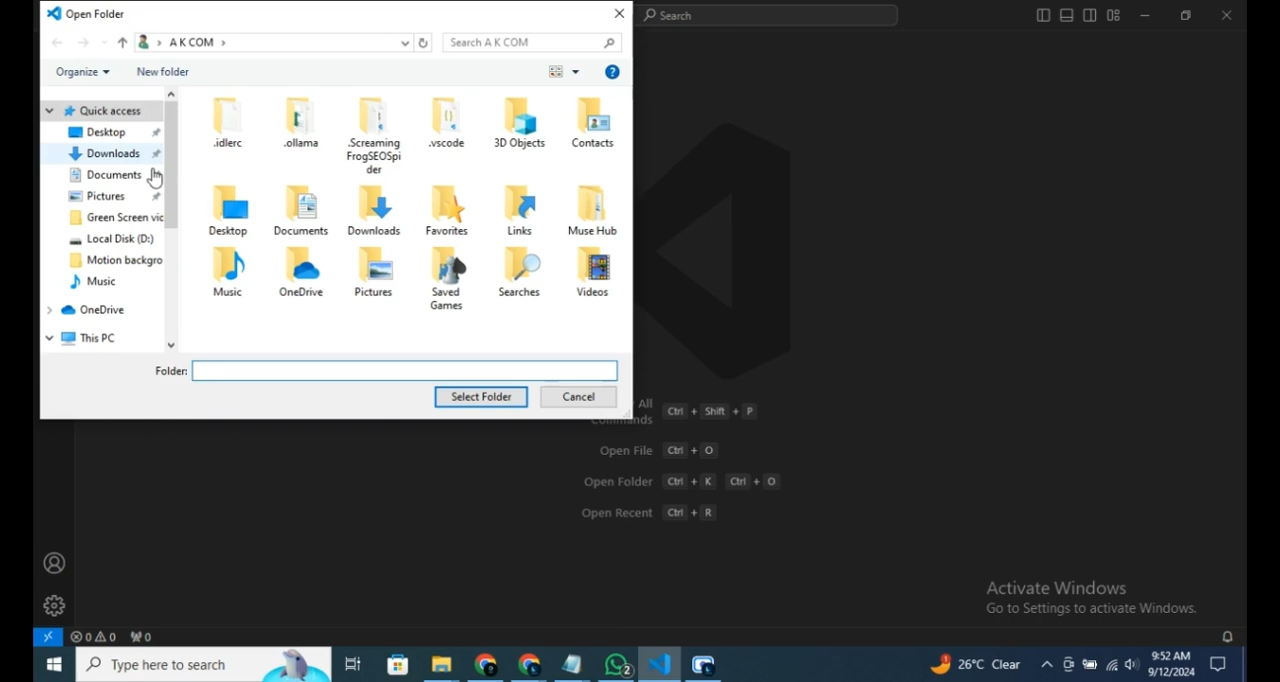 Open Folder
Search
A K COM
Search A K COM
Organize
New folder
Quick access
Desktop
Downloads
Documents
Pictures
Green Screen vic
Local Disk (D:)
Motion backgro
Music
OneDrive
This PC
.idlerc
.ollama
.Screaming
FrogSEOSpi
der
.vscode
3D Objects
Contacts
Desktop
Documents
Downloads
Favorites
Links
Muse Hub
Music
OneDrive
Pictures
Saved
Games
Searches
Videos
Folder:
Select Folder
Cancel
All
Commands
Ctrl + Shift + P
Open File Ctrl + O
Open Folder Ctrl + K Ctrl + O
Open Recent Ctrl + R
Activate Windows
Go to Settings to activate Windows.
0 0 0
Type here to search
2
1
26°C Clear
9:52 AM
9/12/2024